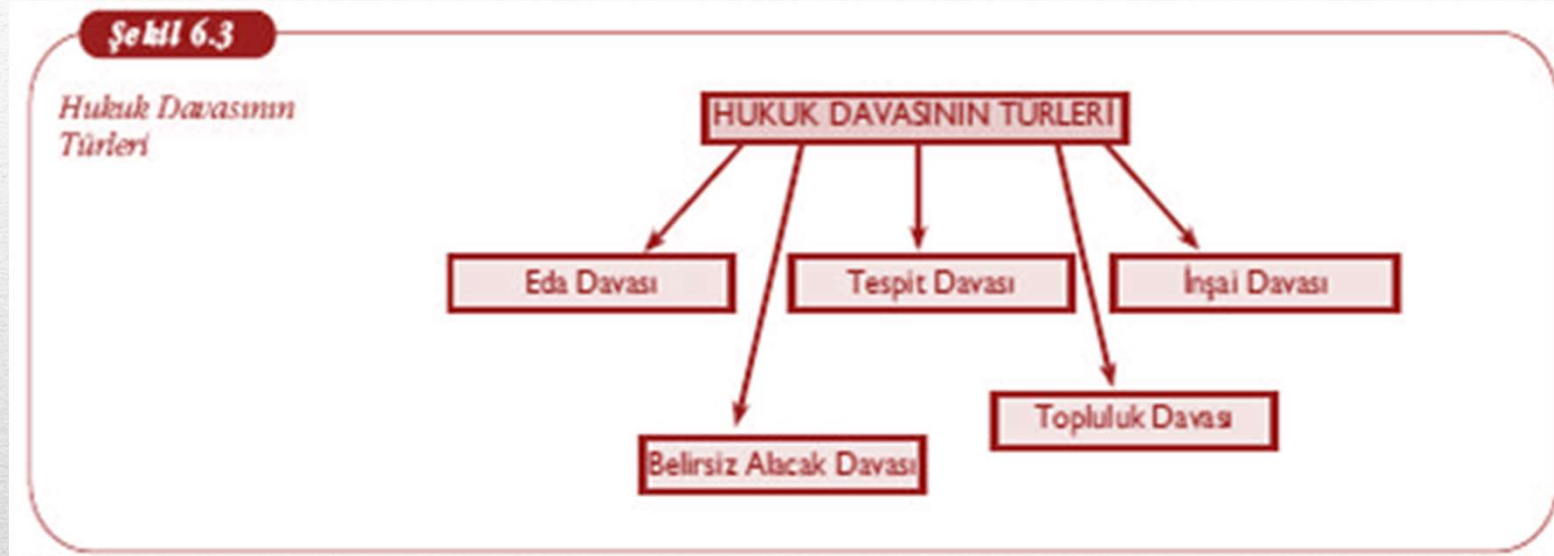 Şekil 6.3
Hukuk Davasının
Türleri
HUKUK DAVASININ TÜRLERİ
Eda Davası
Tespit Davası
İnşai Davası
Topluluk Davası
Belirsiz Alacak Davası